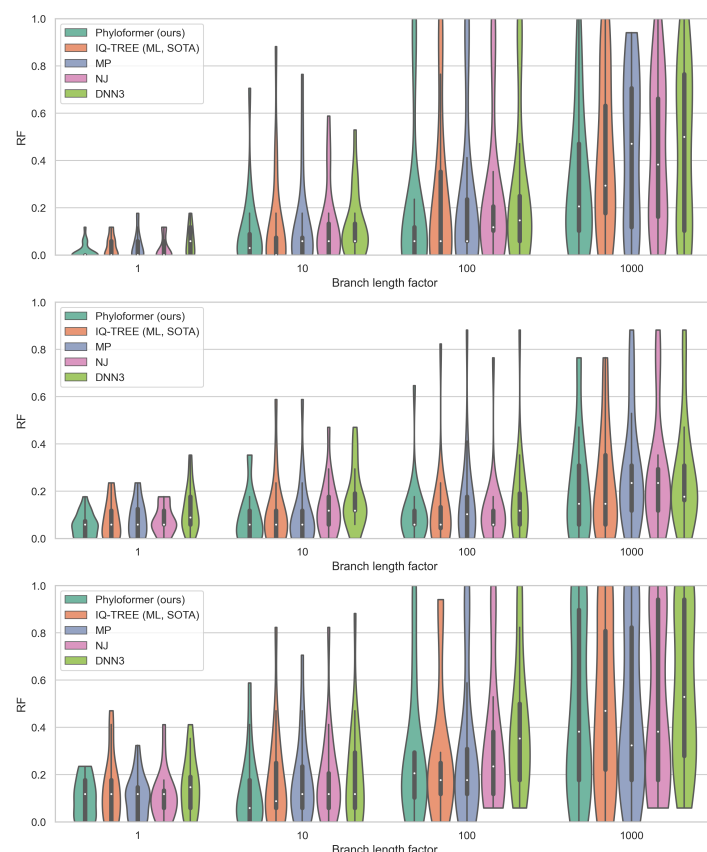 1.0
0.8
0.6
0.4
0.2
0.0
RF
Phyloformer (ours)
IQ-TREE (ML, SOTA)
MP
NJ
DNN3
1 10 100 1000
Branch length factor
1.0
0.8
0.6
0.4
0.2
0.0
RF
Phyloformer (ours)
IQ-TREE (ML, SOTA)
MP
NJ
DNN3
1 10 100 1000
Branch length factor
1.0
0.8
0.6
0.4
0.2
0.0
RF
Phyloformer (ours)
IQ-TREE (ML, SOTA)
MP
NJ
DNN3
1 10 100 1000
Branch length factor